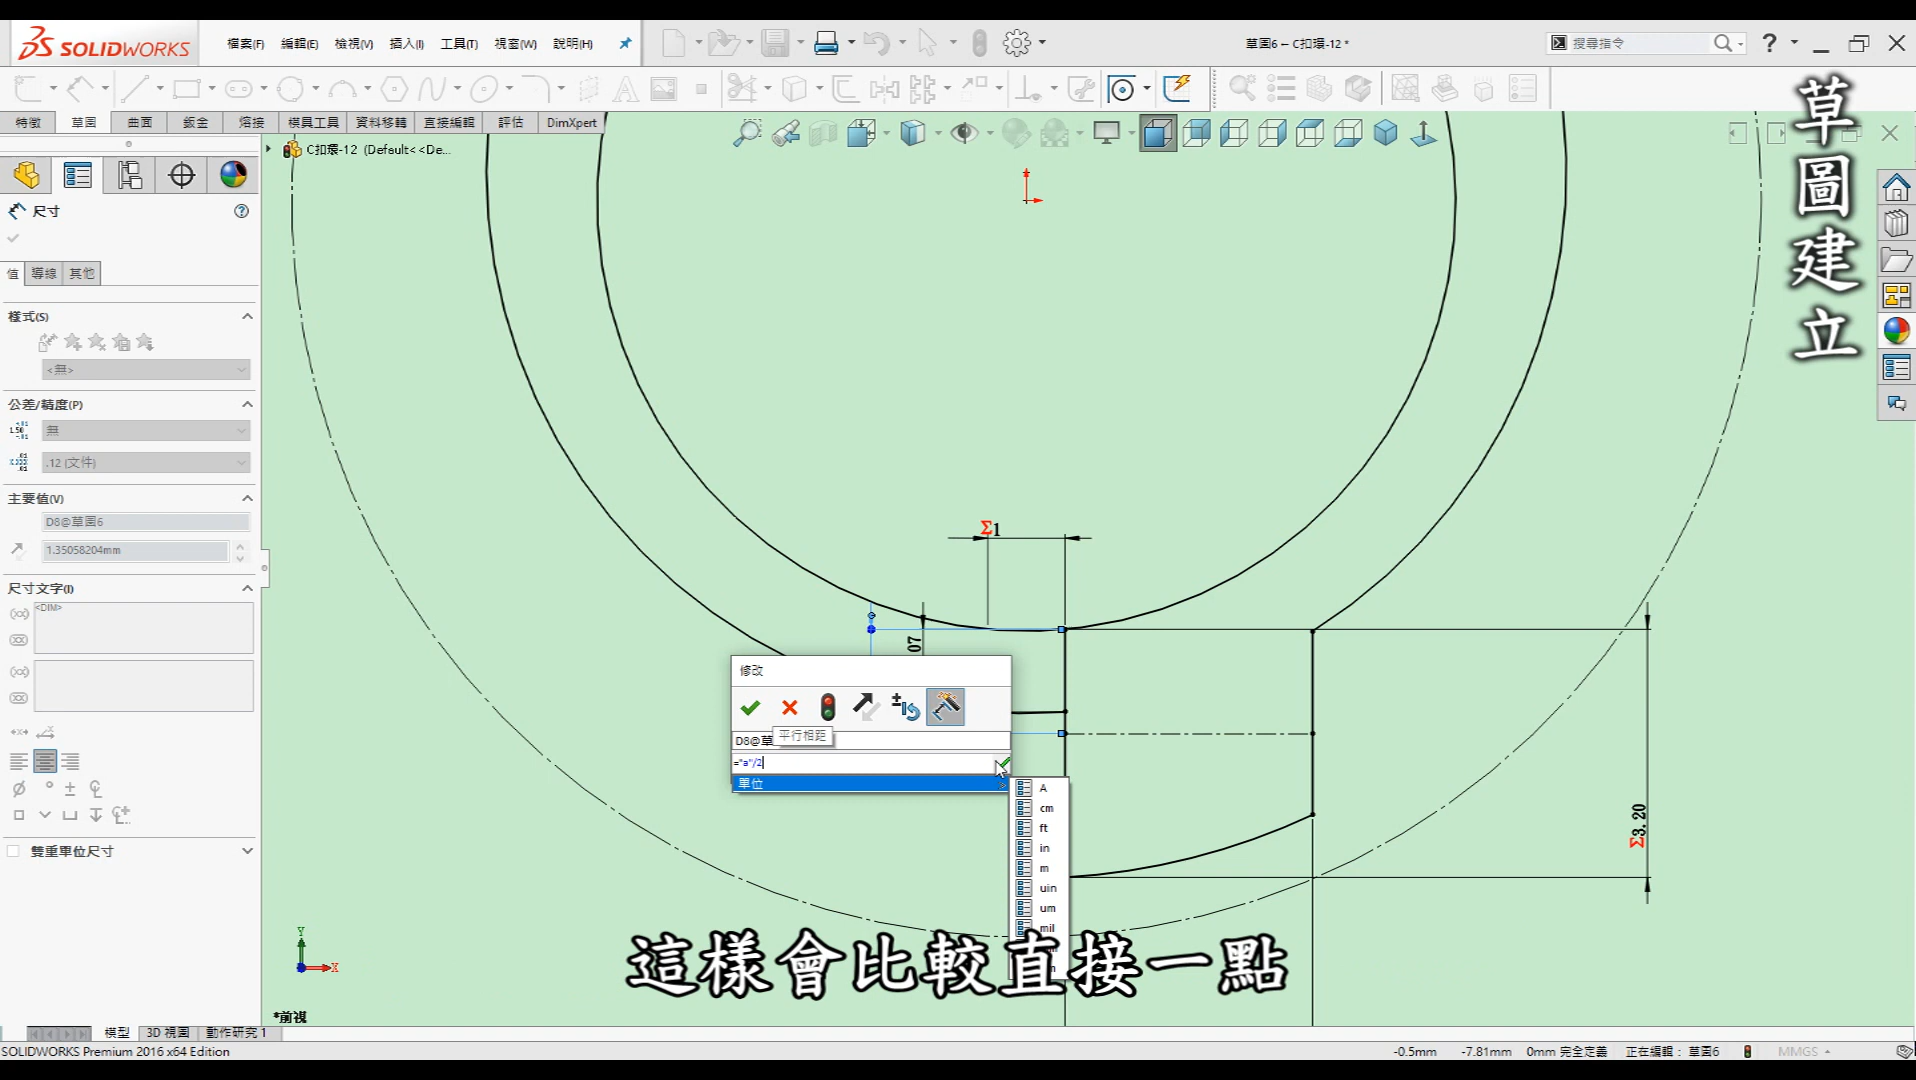 SOLIDWORKS
檔案(F) 編輯(E) 檢視(V) 插入(I) 工具(T) 視窗(W) 說明(H)
草圖6 ← C扣環-12 *
搜尋指令
特徵 草圖 曲面 鈑金 熔接 模具工具 資料移轉 直接編輯 評估 DimXpert
C扣環-12 (Default<<De...
草圖建立
尺寸
值 導線 其他
樣式(S)
<無>
公差/精度(P)
無
.12 (文件)
主要值(V)
D8@草圖6
1.35058204mm
尺寸文字(I)
<DIM>
雙重單位尺寸
Σ1
07
Σ3.20
修改
D8@草
平行相距
="a"/2
單位
A
cm
ft
in
m
uin
um
mil
這樣會比較直接一點
Y
X
*前視
模型 3D 視圖 動作研究 1
SOLIDWORKS Premium 2016 x64 Edition
-0.5mm -7.81mm 0mm 完全定義 正在編輯： 草圖6 MMGS